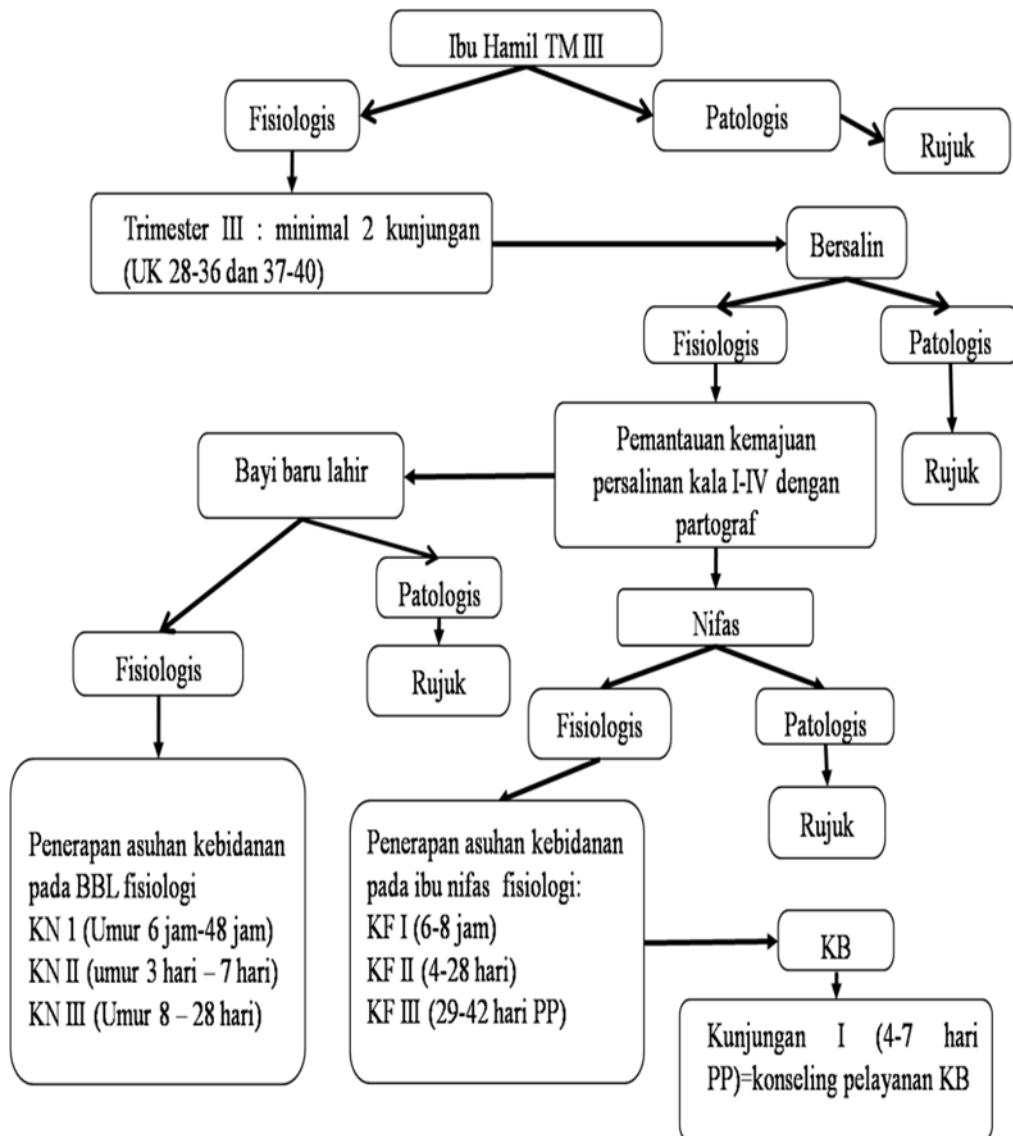 Ibu Hamil TM III
Fisiologis
Patologis
Rujuk
Trimester III : minimal 2 kunjungan
(UK 28-36 dan 37-40)
Bersalin
Fisiologis
Patologis
Rujuk
Pemantauan kemajuan
persalinan kala I-IV dengan
partograf
Bayi baru lahir
Patologis
Rujuk
Fisiologis
Nifas
Fisiologis
Patologis
Rujuk
Penerapan asuhan kebidanan
pada BBL fisiologi
KN 1 (Umur 6 jam-48 jam)
KN II (umur 3 hari – 7 hari)
KN III (Umur 8 – 28 hari)
Penerapan asuhan kebidanan
pada ibu nifas fisiologi:
KF I (6-8 jam)
KF II (4-28 hari)
KF III (29-42 hari PP)
KB
Kunjungan I (4-7 hari
PP)=konseling pelayanan KB